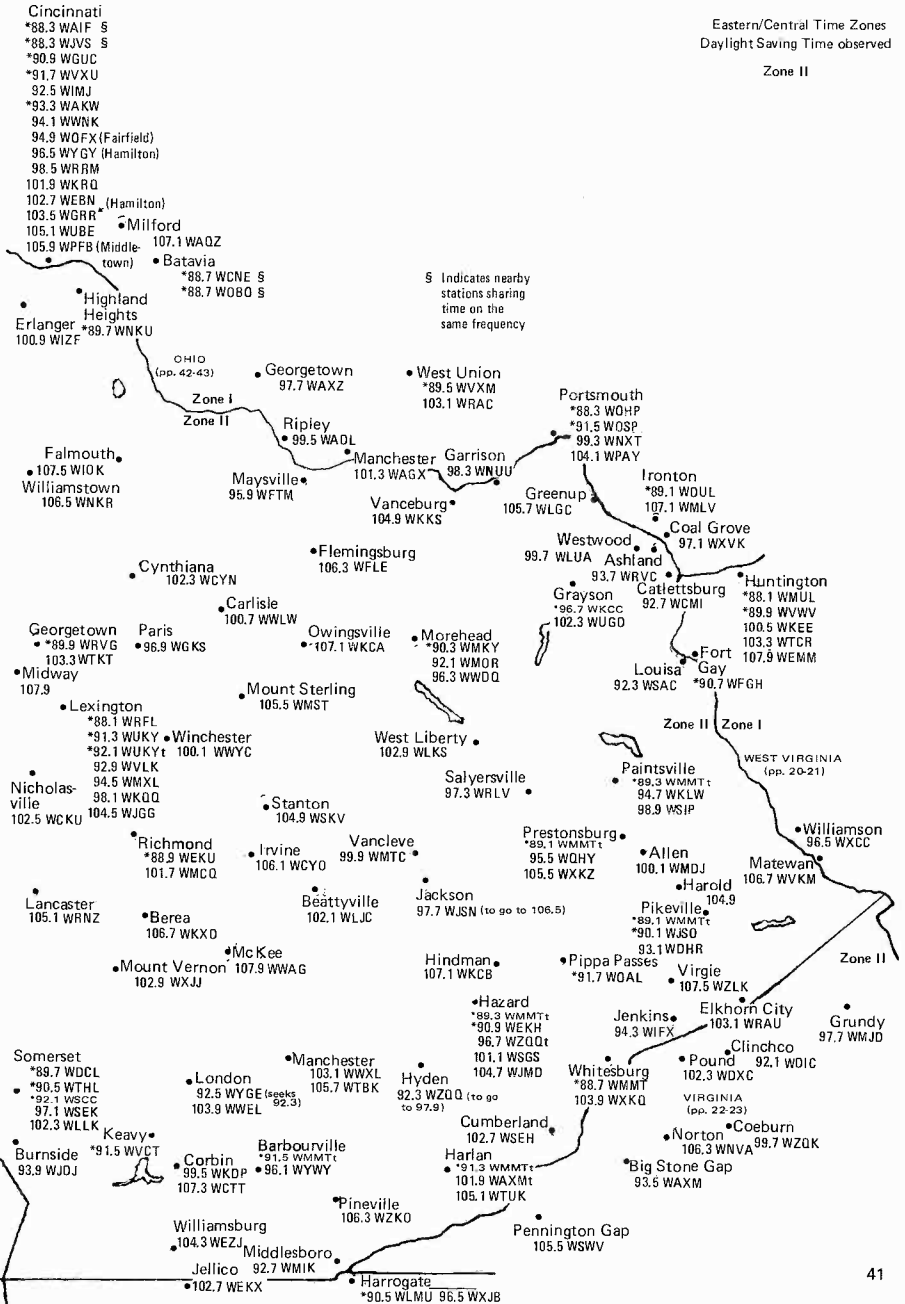 Cincinnati
*88.3 WAIF §
*88.3 WJVS §
*90.9 WGUC
*91.7 WVXU
92.5 WIMJ
*93.3 WAKW
94.1 WWNK
94.9 WOFX (Fairfield)
96.5 WYGY (Hamilton)
98.5 WRRM
101.9 WKRQ
102.7 WEBN
103.5 WGRR (Hamilton)
105.1 WUBE
105.9 WPFB (Middle-
town)
Eastern/Central Time Zones
Daylight Saving Time observed
Zone II
Milford
107.1 WAQZ
Batavia
*88.7 WCNE §
*88.7 WOBO §
§ Indicates nearby
stations sharing
time on the
same frequency
Highland
Heights
*89.7 WNKU
Erlanger
100.9 WIZF
OHIO
(pp. 42-43)
Zone I
Zone II
Georgetown
97.7 WAXZ
West Union
*89.5 WVXM
103.1 WRAC
Ripley
99.5 WAOL
Portsmouth
*88.3 WOHP
*91.5 WOSP
99.3 WNXT
104.1 WPAY
Falmouth
107.5 WIOK
Williamstown
106.5 WNKR
Maysville
95.9 WFTM
Manchester
101.3 WAGX
Garrison
98.3 WNUU
Vanceburg
104.9 WKKS
Greenup
105.7 WLGC
Ironton
*89.1 WOUL
107.1 WMLV
Coal Grove
97.1 WXVK
Westwood
99.7 WLUA
Ashland
93.7 WRVC
Catlettsburg
92.7 WCMI
Huntington
*88.1 WMUL
*89.9 WVWV
100.5 WKEE
103.3 WTCR
107.9 WEMM
Flemingsburg
106.3 WFLE
Cynthiana
102.3 WCYN
Carlisle
100.7 WWLW
Grayson
*96.7 WKCC
102.3 WUGO
Georgetown
*89.9 WRVG
103.3 WTKT
Paris
96.9 WGKS
Owingsville
107.1 WKCA
Morehead
*90.3 WMKY
92.1 WMOR
96.3 WWDQ
Louisa
92.3 WSAC
Fort
Gay
*90.7 WFGH
Midway
107.9
Mount Sterling
105.5 WMST
Lexington
*88.1 WRFL
*91.3 WUKY
*92.1 WUKYt
92.9 WVLK
94.5 WMXL
98.1 WKQQ
104.5 WJGG
Winchester
100.1 WWYC
West Liberty
102.9 WLKS
Zone II
Zone I
WEST VIRGINIA
(pp. 20-21)
Nicholas-
ville
102.5 WCKU
Salyersville
97.3 WRLV
Paintsville
*89.3 WMMTt
94.7 WKLW
98.9 WSIP
Stanton
104.9 WSKV
Richmond
*88.9 WEKU
101.7 WMCQ
Irvine
106.1 WCYO
Vancleve
99.9 WMTC
Prestonsburg
*89.1 WMMTt
95.5 WQHY
105.5 WXKZ
Allen
100.1 WMDJ
Williamson
96.5 WXCC
Matewan
106.7 WVKM
Lancaster
105.1 WRNZ
Berea
106.7 WKXO
Beattyville
102.1 WLJC
Jackson
97.7 WJSN (to go to 106.5)
Harold
104.9
Pikeville
*89.1 WMMTt
*90.1 WJSO
93.1 WDHR
Mount Vernon
102.9 WXJJ
McKee
107.9 WWAG
Hindman
107.1 WKCB
Pippa Passes
*91.7 WOAL
Virgie
107.5 WZLK
Zone II
Hazard
*89.3 WMMTt
*90.9 WEKH
96.7 WZQQt
101.1 WSGS
104.7 WJMD
Jenkins
94.3 WIFX
Elkhorn City
103.1 WRAU
Grundy
97.7 WMJD
Somerset
*89.7 WDCL
*90.5 WTHL
*92.1 WSCC
97.1 WSEK
102.3 WLLK
London
92.5 WYGE (seeks
92.3)
103.9 WWEL
Manchester
103.1 WWXL
105.7 WTBK
Hyden
92.3 WZQQ (to go
to 97.9)
Whitesburg
*88.7 WMMT
103.9 WXKQ
Pound
102.3 WDXC
Clinchco
92.1 WDIC
VIRGINIA
(pp. 22-23)
Burnside
93.9 WJDJ
Keavy
*91.5 WVCT
Corbin
99.5 WKDP
107.3 WCTT
Barbourville
*91.5 WMMTt
96.1 WYWY
Cumberland
102.7 WSEH
Harlan
*91.3 WMMTt
101.9 WAXMt
105.1 WTUK
Norton
106.3 WNVA
Coeburn
99.7 WZQK
Big Stone Gap
93.5 WAXM
Pineville
106.3 WZKO
Pennington Gap
105.5 WSWV
Williamsburg
104.3 WEZJ
Middlesboro
92.7 WMIK
Jellico
102.7 WEKX
Harrogate
*90.5 WLMU 96.5 WXJB
41